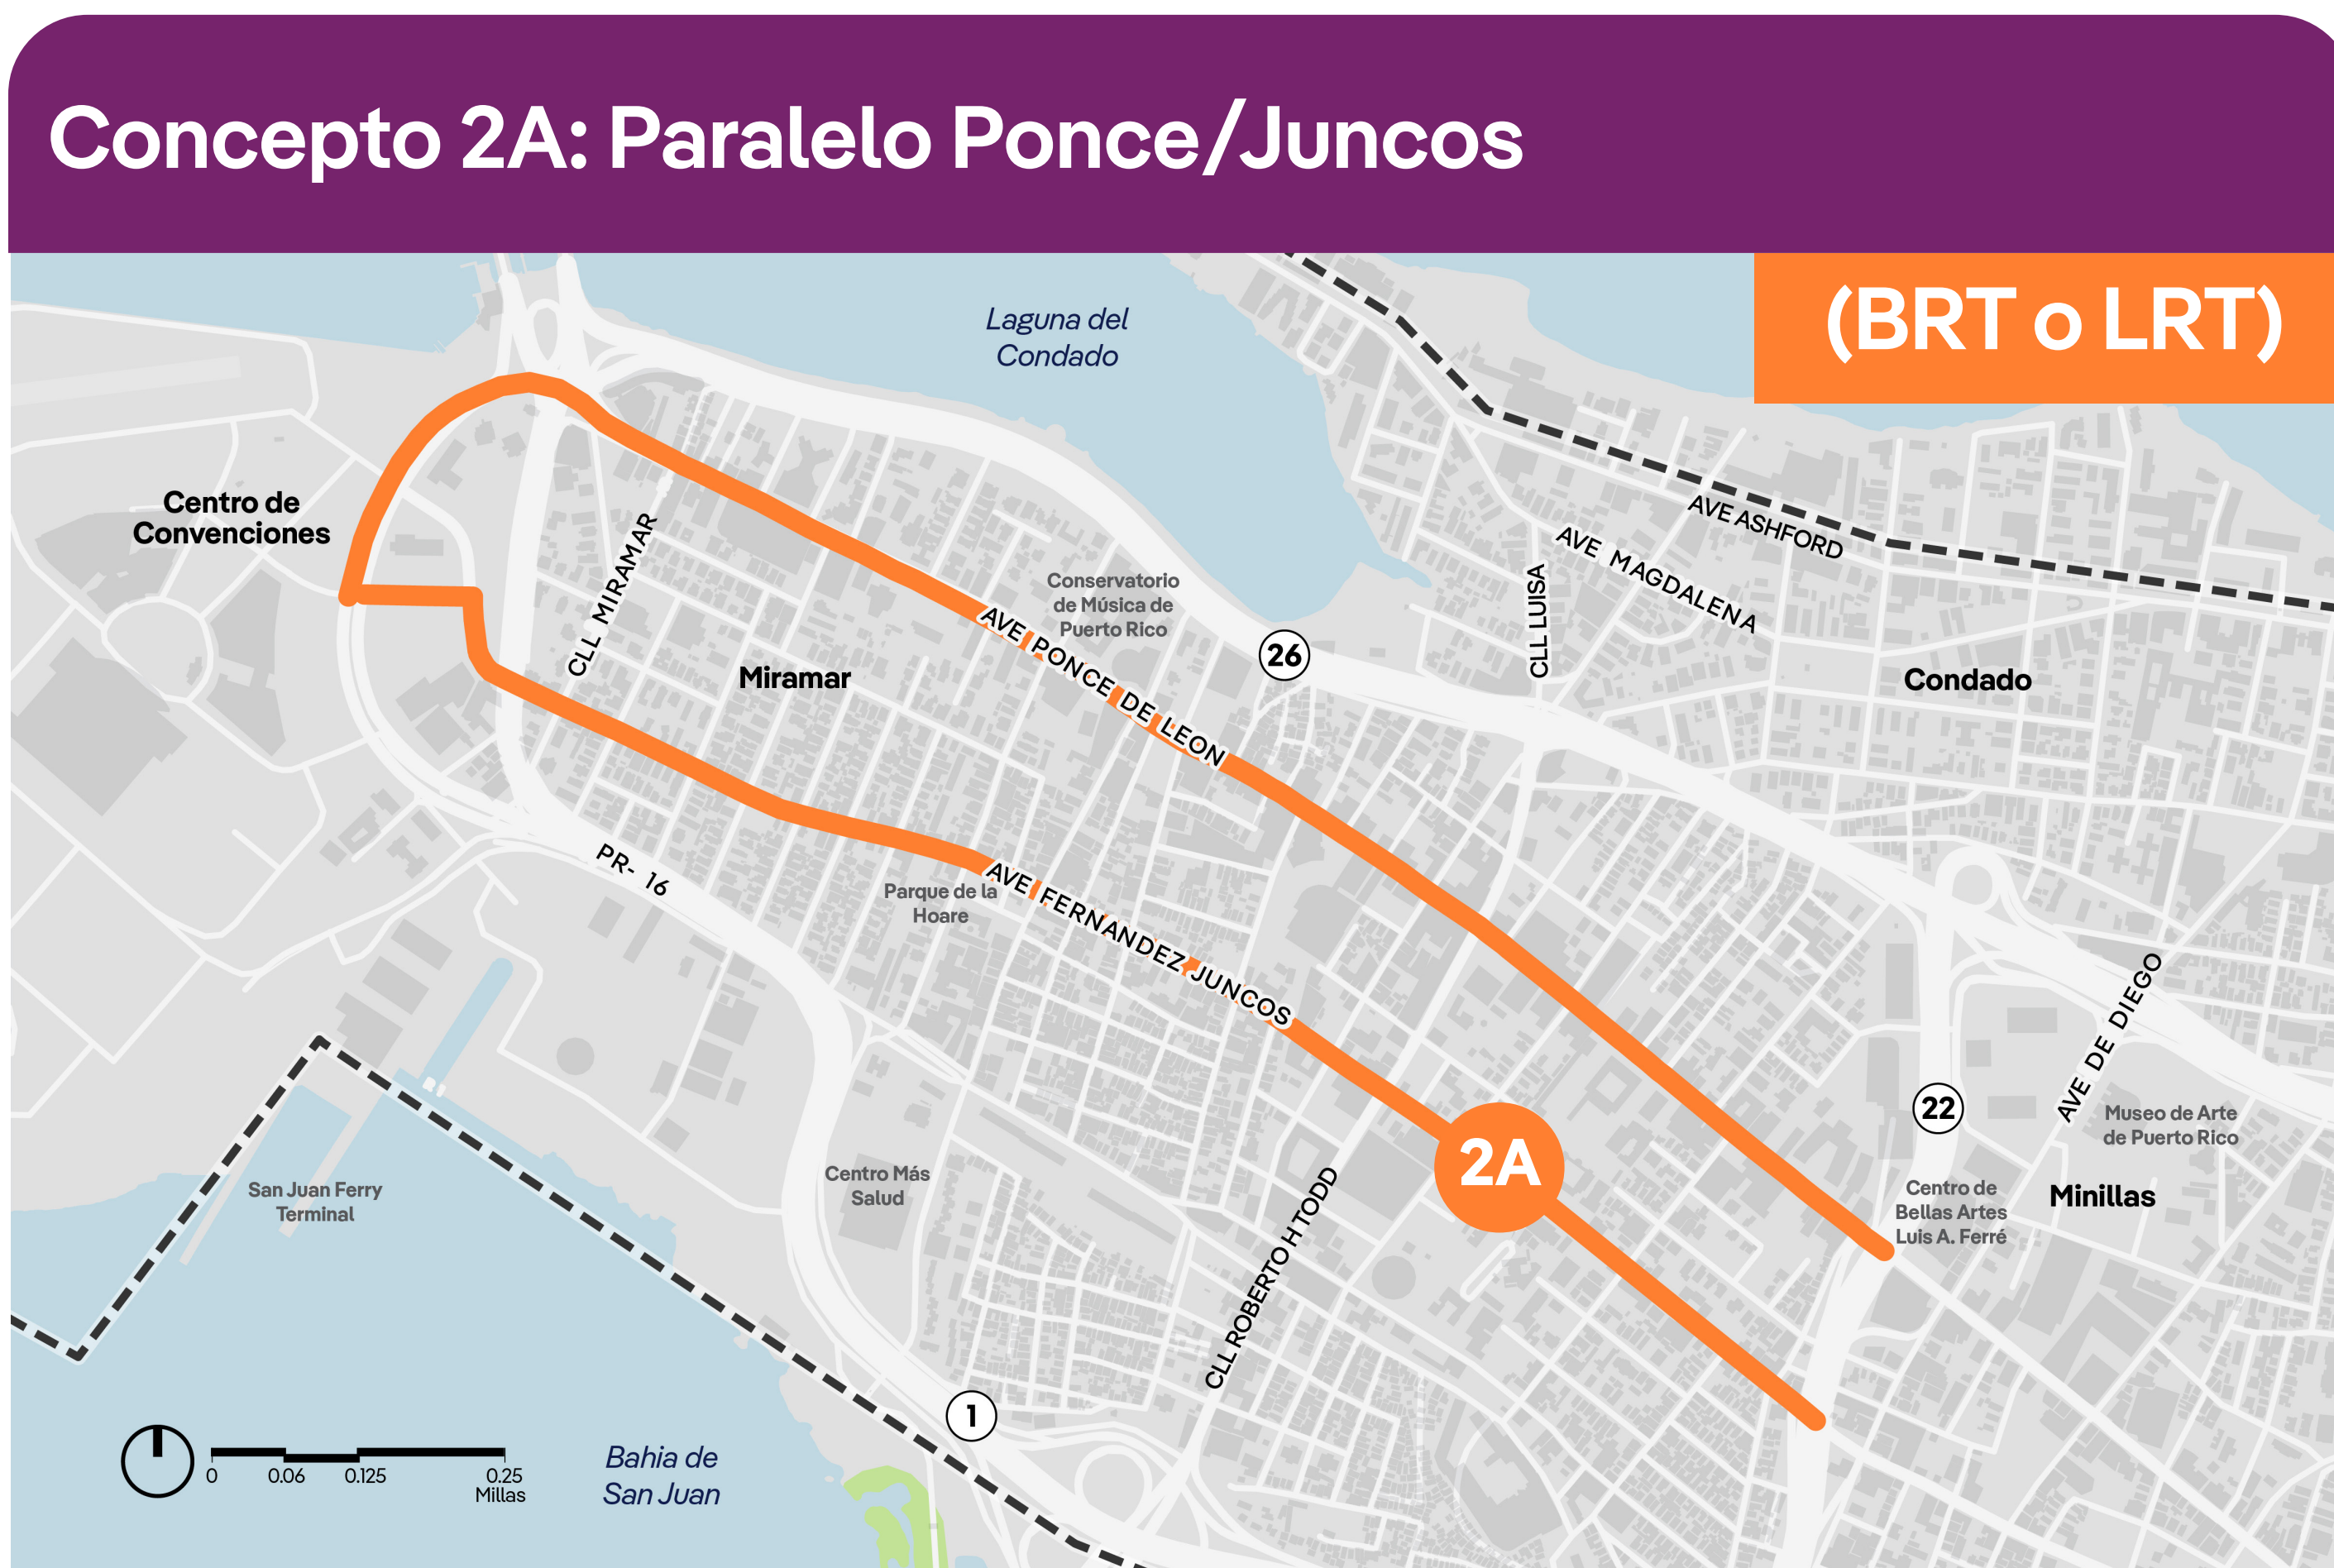 Concepto 2A: Paralelo Ponce/Juncos
(BRT o LRT)
Laguna del
Condado
Centro de
Convenciones
CLL MIRAMAR
Miramar
Conservatorio
de Música de
Puerto Rico
AVE PONCE DE LEON
26
CLL LUISA
AVE MAGDALENA
AVE ASHFORD
Condado
PR- 16
Parque de la
Hoare
AVE FERNANDEZ JUNCOS
2A
22
AVE DE DIEGO
Museo de Arte
de Puerto Rico
Minillas
Centro de
Bellas Artes
Luis A. Ferré
San Juan Ferry
Terminal
Centro Más
Salud
CLL ROBERTO H TODD
1
0
0.06
0.125
0.25
Millas
Bahia de
San Juan